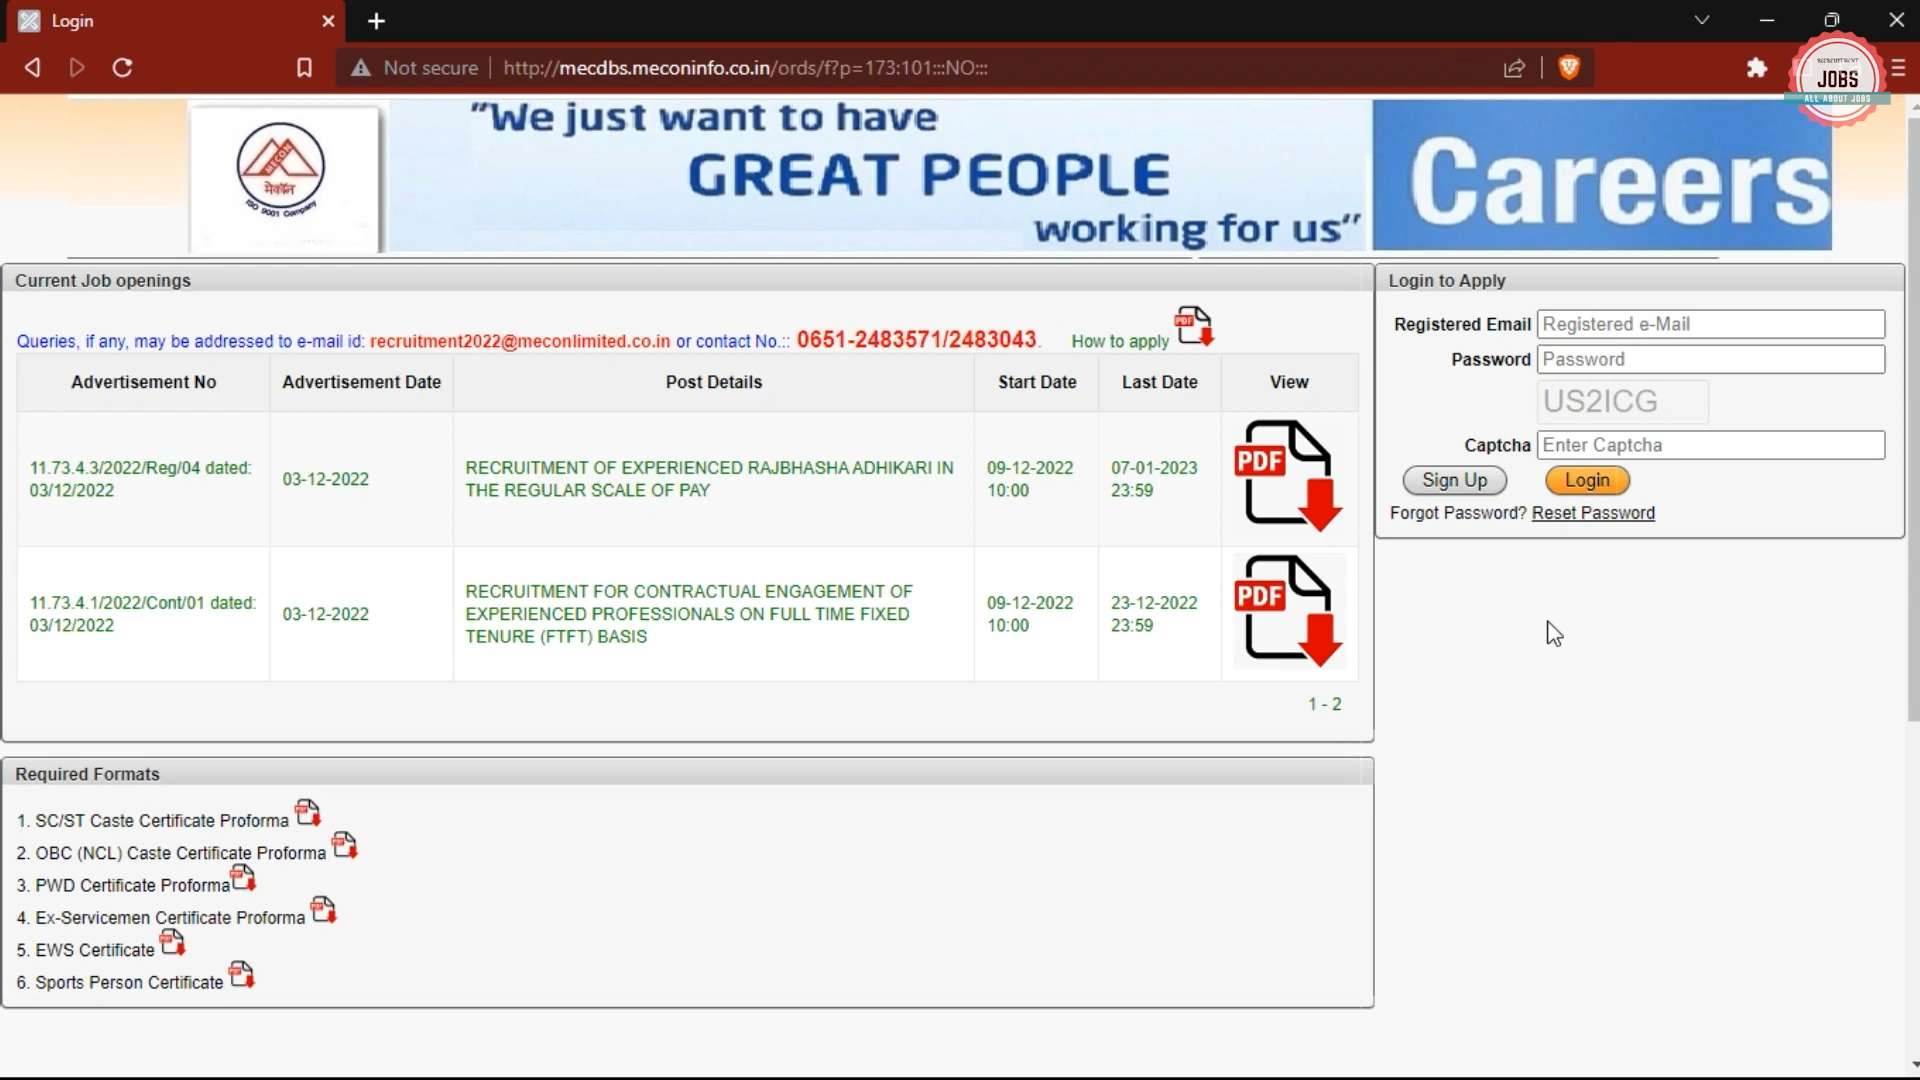 Login
Not secure
http://mecdbs.meconinfo.co.in/ords/f?p=173:101:::NO:::
RECRUITMENT
JOBS
ALL ABOUT JOBS
MECON
मेकॉन
ISO 9001 Company
"We just want to have
GREAT PEOPLE
working for us"
Careers
Current Job openings
Queries, if any, may be addressed to e-mail id: recruitment2022@meconlimited.co.in or contact No.:: 0651-2483571/2483043. How to apply PDF
Advertisement No Advertisement Date Post Details Start Date Last Date View
11.73.4.3/2022/Reg/04 dated:
03/12/2022
03-12-2022
RECRUITMENT OF EXPERIENCED RAJBHASHA ADHIKARI IN
THE REGULAR SCALE OF PAY
09-12-2022
10:00
07-01-2023
23:59
PDF
11.73.4.1/2022/Cont/01 dated:
03/12/2022
03-12-2022
RECRUITMENT FOR CONTRACTUAL ENGAGEMENT OF
EXPERIENCED PROFESSIONALS ON FULL TIME FIXED
TENURE (FTFT) BASIS
09-12-2022
10:00
23-12-2022
23:59
PDF
1 - 2
Login to Apply
Registered Email Registered e-Mail
Password Password
US2ICG
Captcha Enter Captcha
Sign Up Login
Forgot Password? Reset Password
Required Formats
1. SC/ST Caste Certificate Proforma
2. OBC (NCL) Caste Certificate Proforma
3. PWD Certificate Proforma
4. Ex-Servicemen Certificate Proforma
5. EWS Certificate
6. Sports Person Certificate